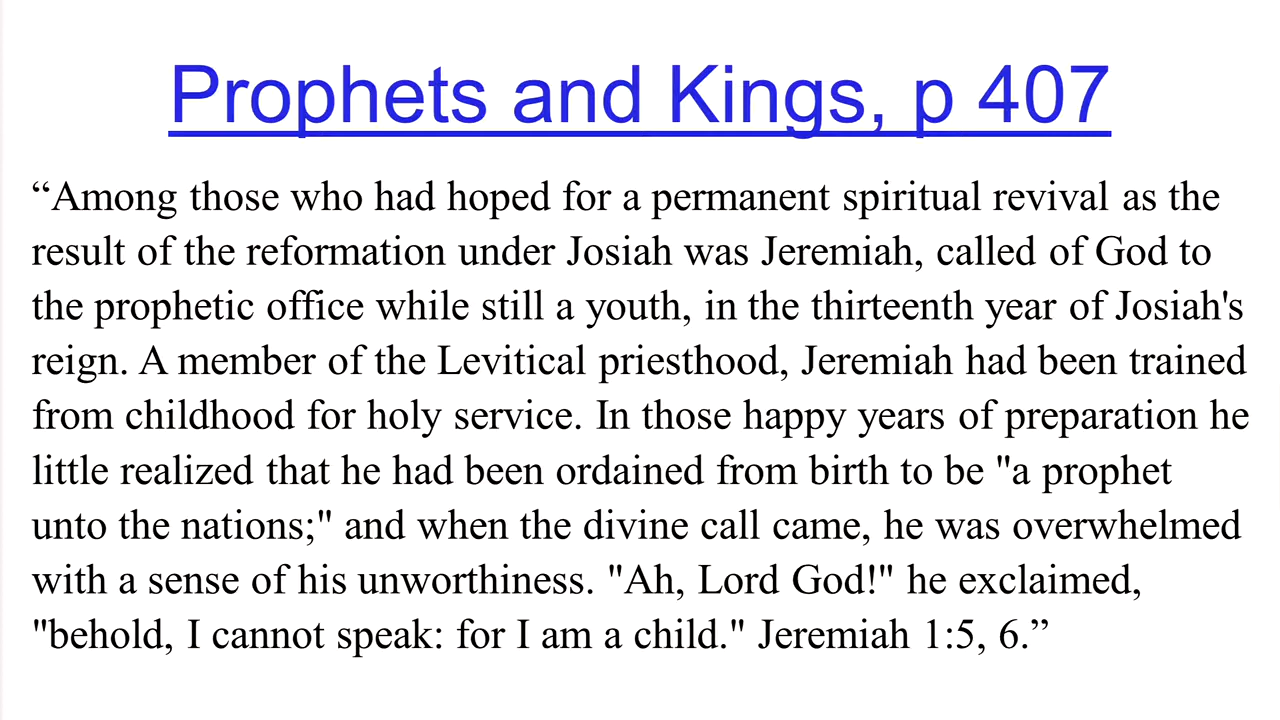 Prophets and Kings, p 407
“Among those who had hoped for a permanent spiritual revival as the
result of the reformation under Josiah was Jeremiah, called of God to
the prophetic office while still a youth, in the thirteenth year of Josiah's
reign. A member of the Levitical priesthood, Jeremiah had been trained
from childhood for holy service. In those happy years of preparation he
little realized that he had been ordained from birth to be "a prophet
unto the nations;" and when the divine call came, he was overwhelmed
with a sense of his unworthiness. "Ah, Lord God!" he exclaimed,
"behold, I cannot speak: for I am a child." Jeremiah 1:5, 6.”